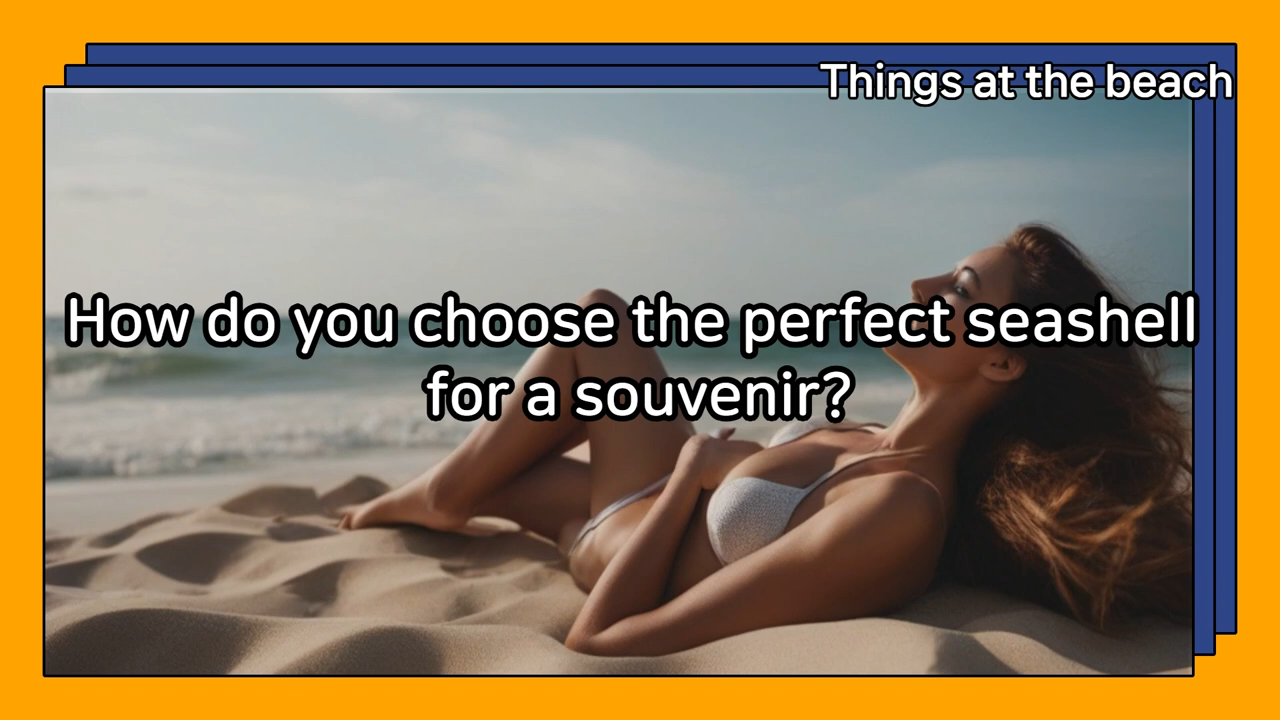 Things at the beach
How do you choose the perfect seashell
for a souvenir?